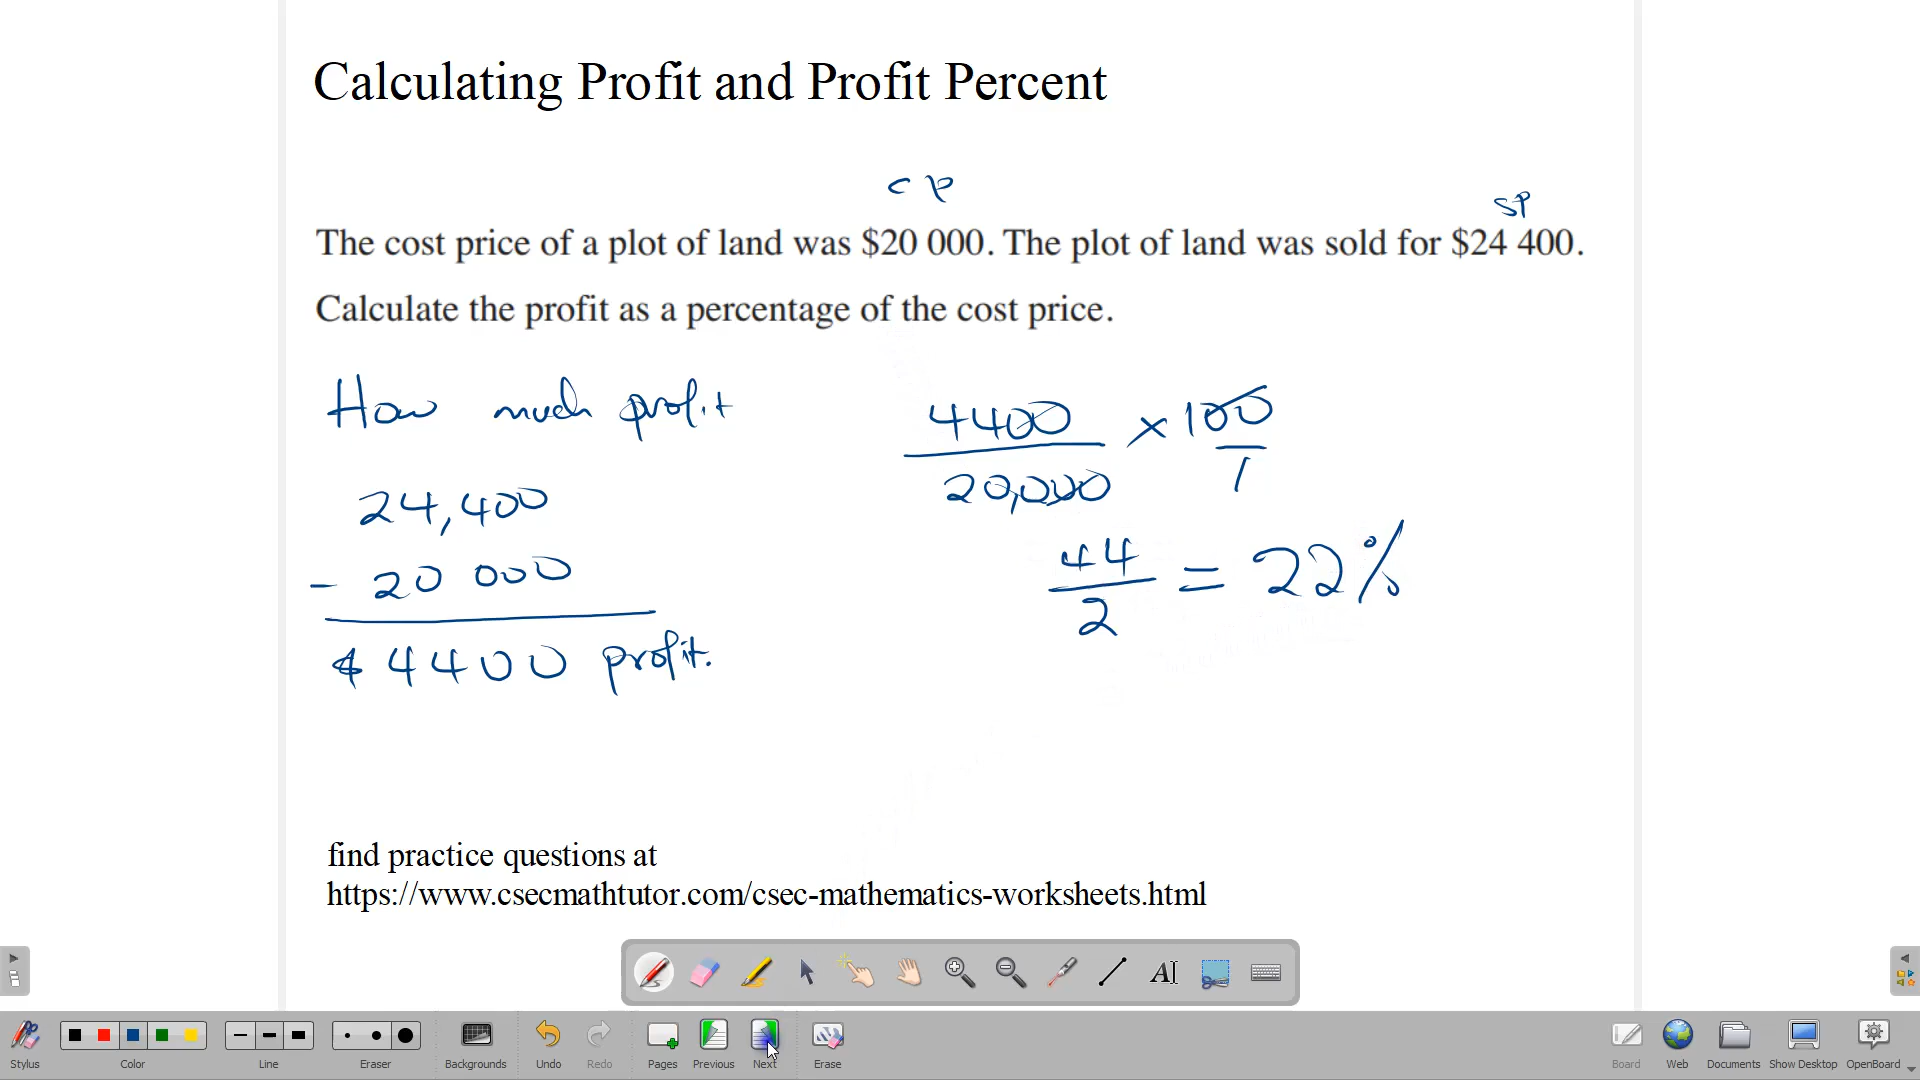 Calculating Profit and Profit Percent
CP
SP
The cost price of a plot of land was $20 000. The plot of land was sold for $24 400.
Calculate the profit as a percentage of the cost price.
How much profit
24,400
- 20 000
$ 4400 profit.
4400
20,000
× 100
1
44
2
= 22%
find practice questions at
https://www.csecmathtutor.com/csec-mathematics-worksheets.html
AI
Stylus
Color
Line
Eraser
Backgrounds
Undo
Redo
Pages
Previous
Next
Erase
Board
Web
Documents
Show Desktop
OpenBoard